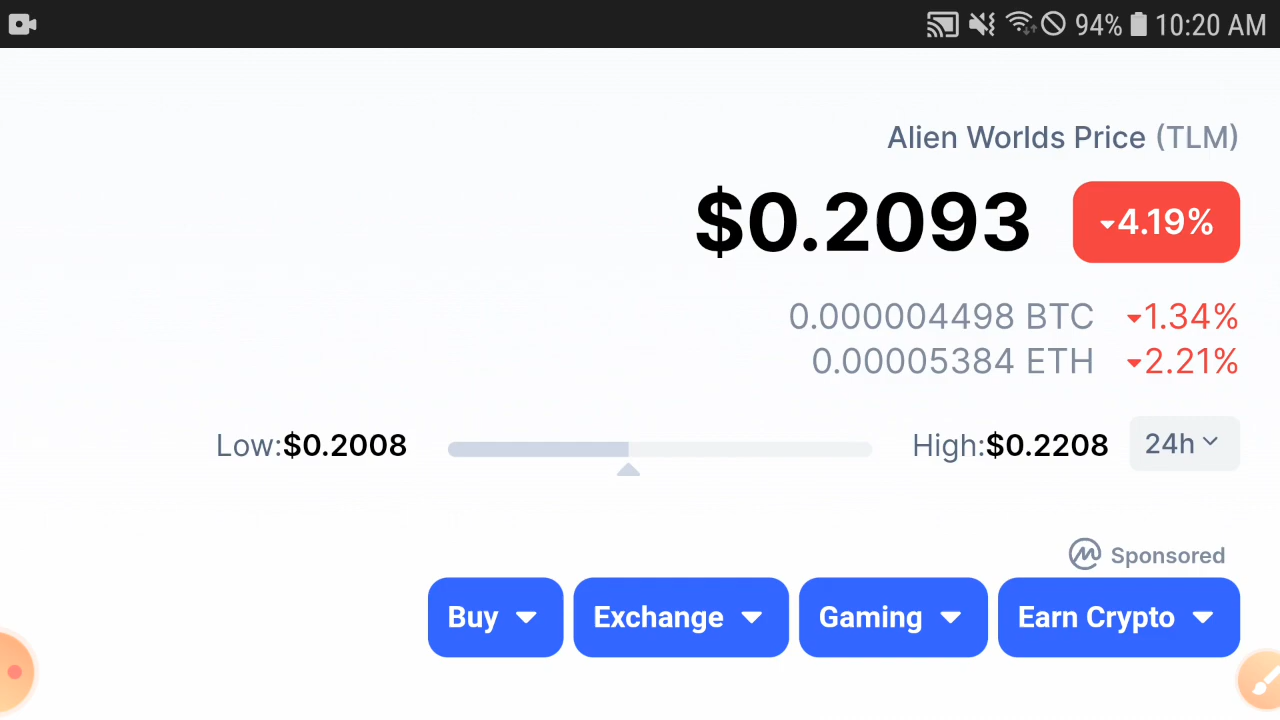 94% 10:20 AM
Alien Worlds Price (TLM)
$0.2093 4.19%
0.000004498 BTC 1.34%
0.00005384 ETH 2.21%
Low:$0.2008 High:$0.2208 24h
Sponsored
Buy Exchange Gaming Earn Crypto